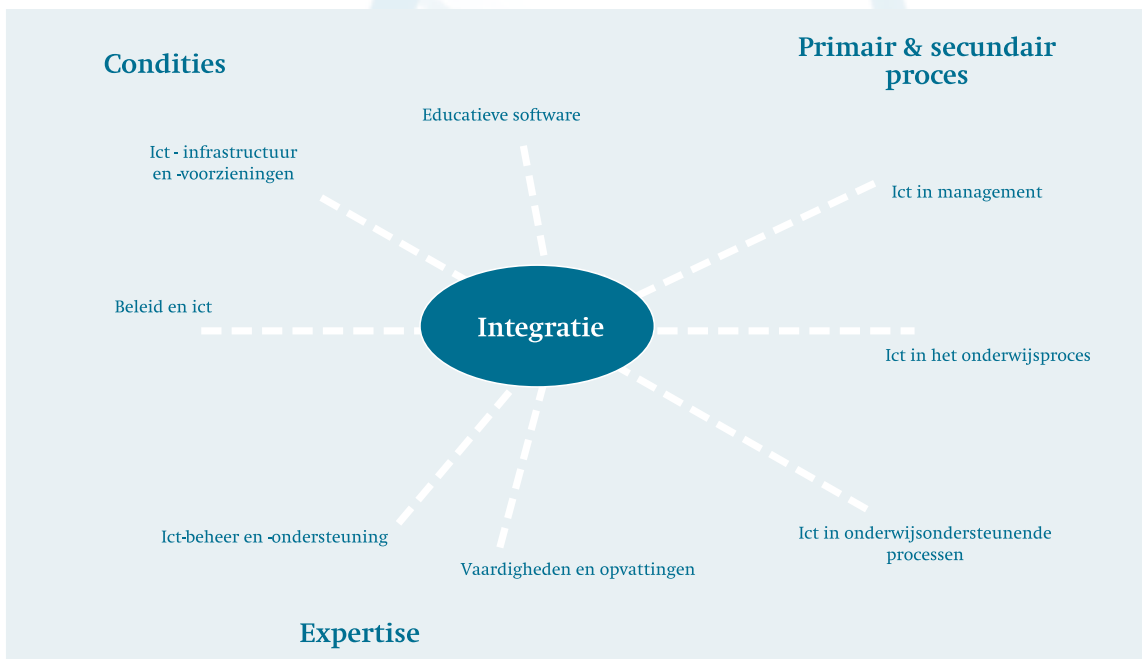 Condities
Primair & secundair
proces
Educatieve software
Ict - infrastructuur
en -voorzieningen
Ict in management
Beleid en ict
Integratie
Ict in het onderwijsproces
Ict-beheer en -ondersteuning
Vaardigheden en opvattingen
Ict in onderwijsondersteunende
processen
Expertise